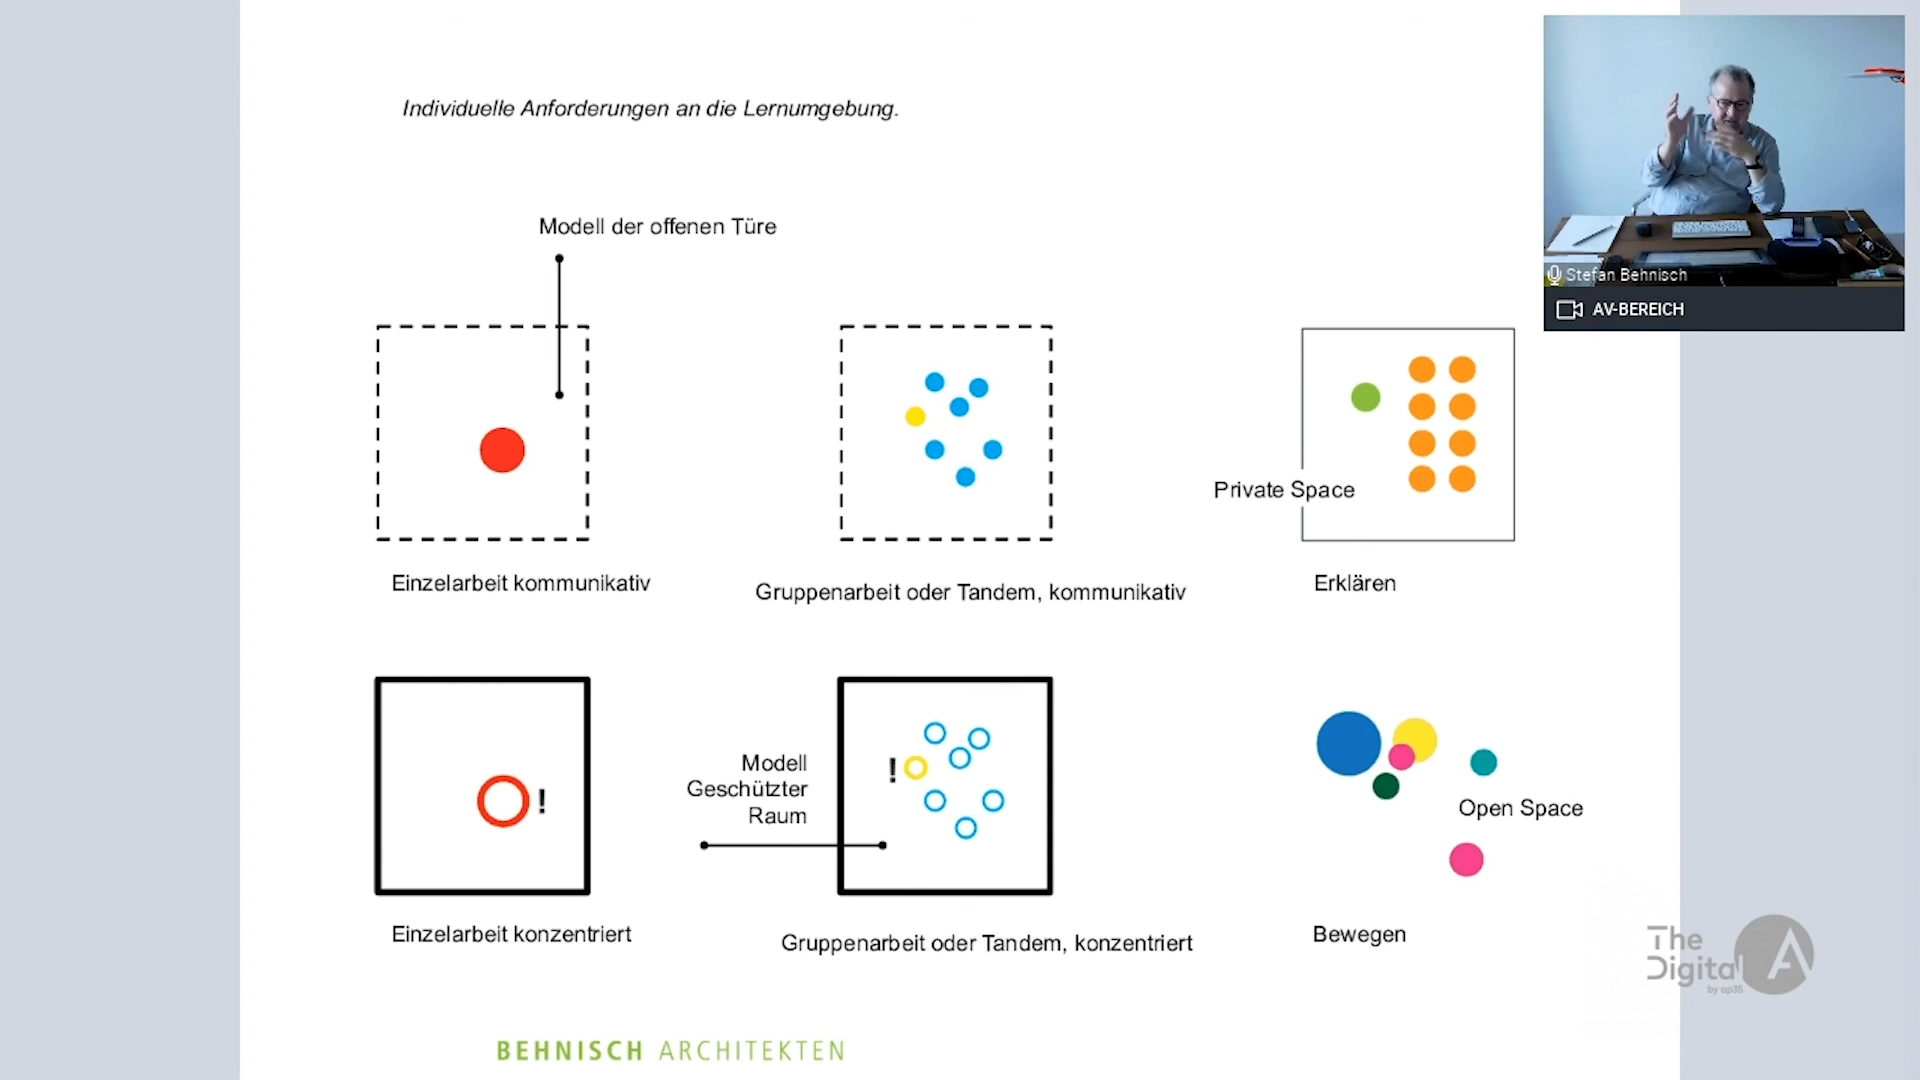 Individuelle Anforderungen an die Lernumgebung.
Stefan Behnisch
AV-BEREICH
Modell der offenen Türe
Private Space
Einzelarbeit kommunikativ
Gruppenarbeit oder Tandem, kommunikativ
Erklären
!
Modell
Geschützter
Raum
!
Open Space
Einzelarbeit konzentriert
Gruppenarbeit oder Tandem, konzentriert
Bewegen
The
Digital A
by ap35
BEHNISCH ARCHITEKTEN